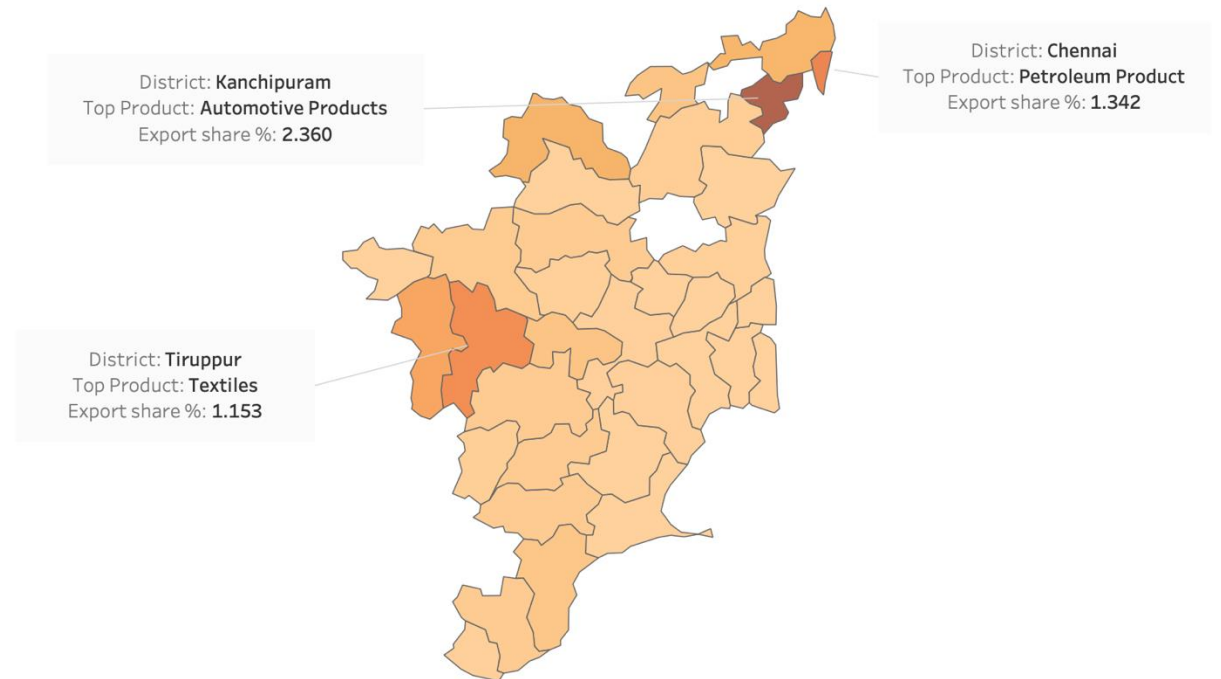 District: Kanchipuram
Top Product: Automotive Products
Export share %: 2.360
District: Chennai
Top Product: Petroleum Product
Export share %: 1.342
District: Tiruppur
Top Product: Textiles
Export share %: 1.153